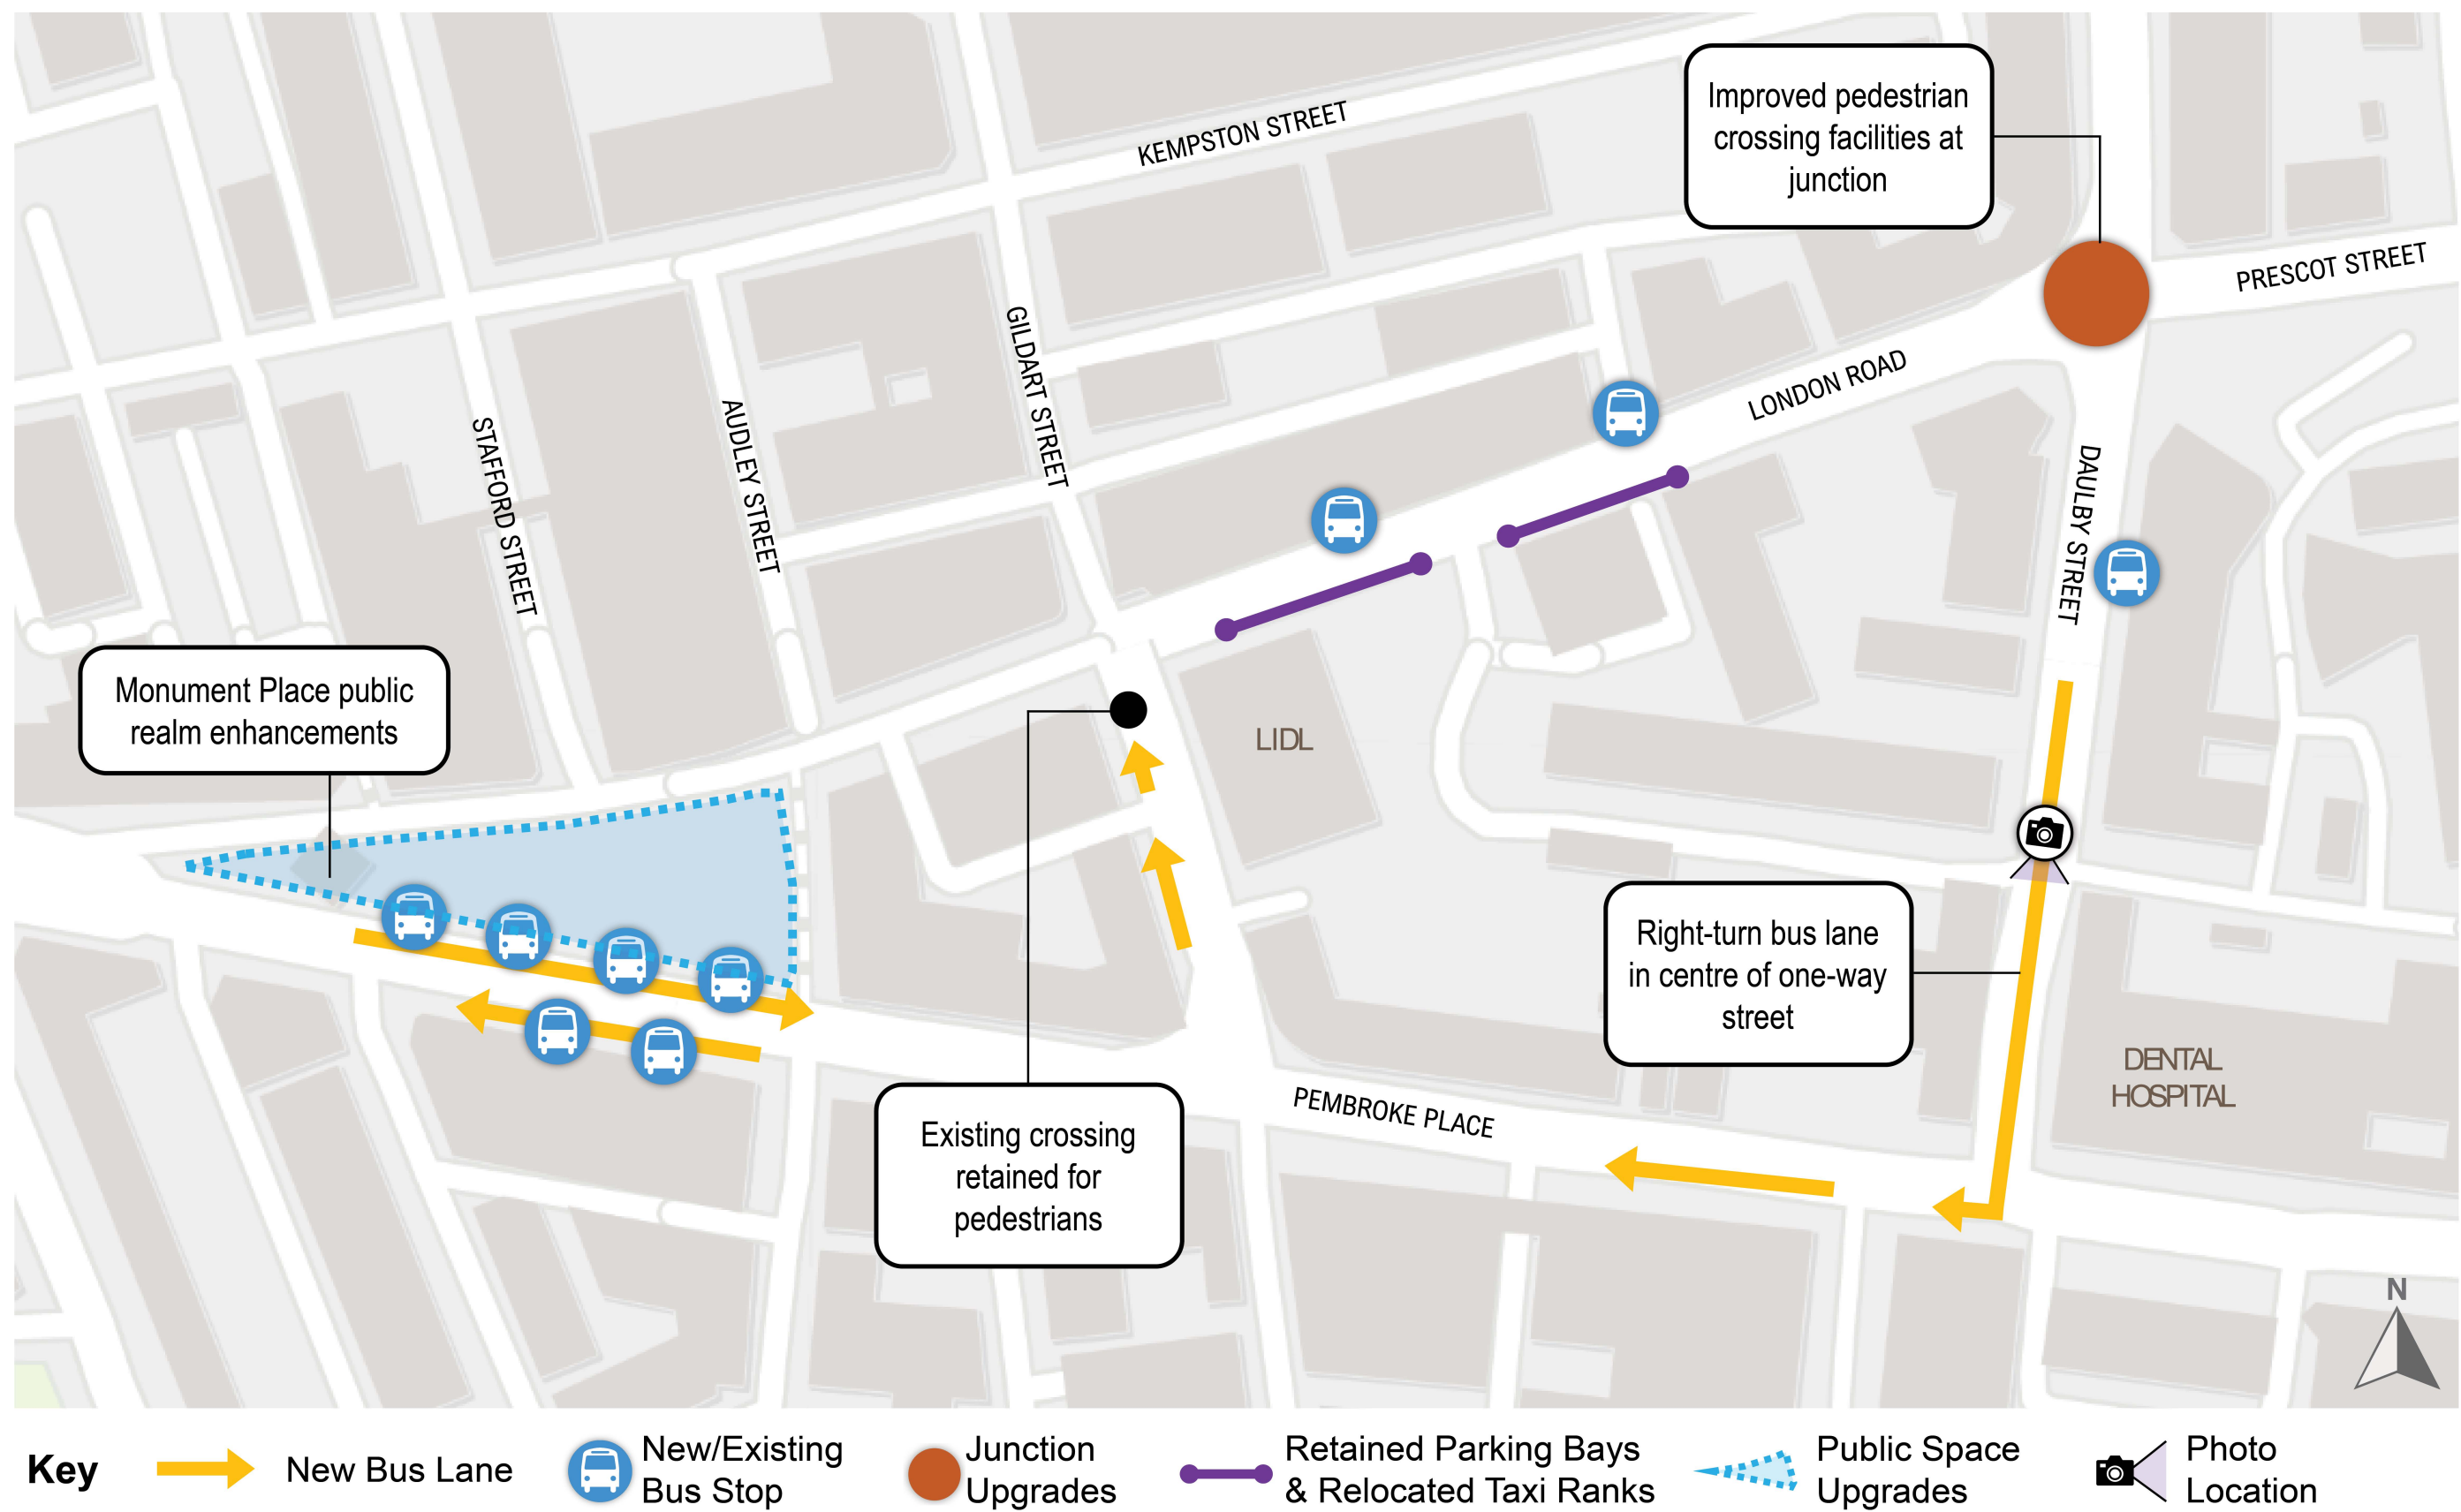 KEMPSTON STREET
Improved pedestrian
crossing facilities at
junction
PRESCOT STREET
GILDART STREET
LONDON ROAD
AUDLEY STREET
STAFFORD STREET
DAULBY STREET
Monument Place public
realm enhancements
LIDL
Right-turn bus lane
in centre of one-way
street
DENTAL
HOSPITAL
PEMBROKE PLACE
Existing crossing
retained for
pedestrians
N
Key
New Bus Lane
New/Existing
Bus Stop
Junction
Upgrades
Retained Parking Bays
& Relocated Taxi Ranks
Public Space
Upgrades
Photo
Location